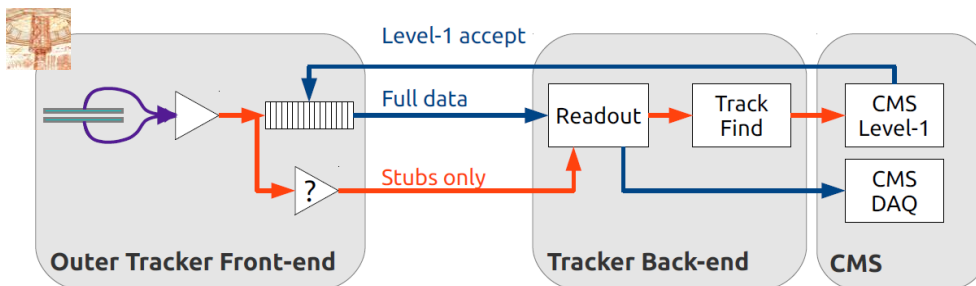 Level-1 accept
Full data
Readout
Track
Find
CMS
Level-1
?
Stubs only
CMS
DAQ
Outer Tracker Front-end
Tracker Back-end
CMS